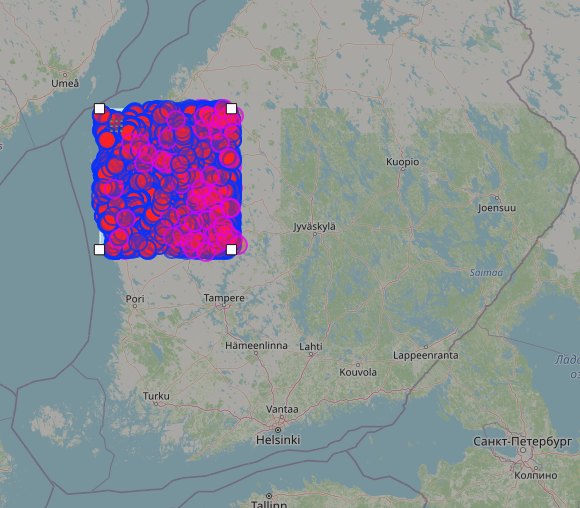 Umeå
Kuopio
Joensuu
Jyväskylä
Saimaa
Pori
Tampere
Hämeenlinna
Lahti
Lappeenranta
Ладо
оз
Kouvola
Turku
Vantaa
Helsinki
Санкт-Петербург
Колпино
Tallinn